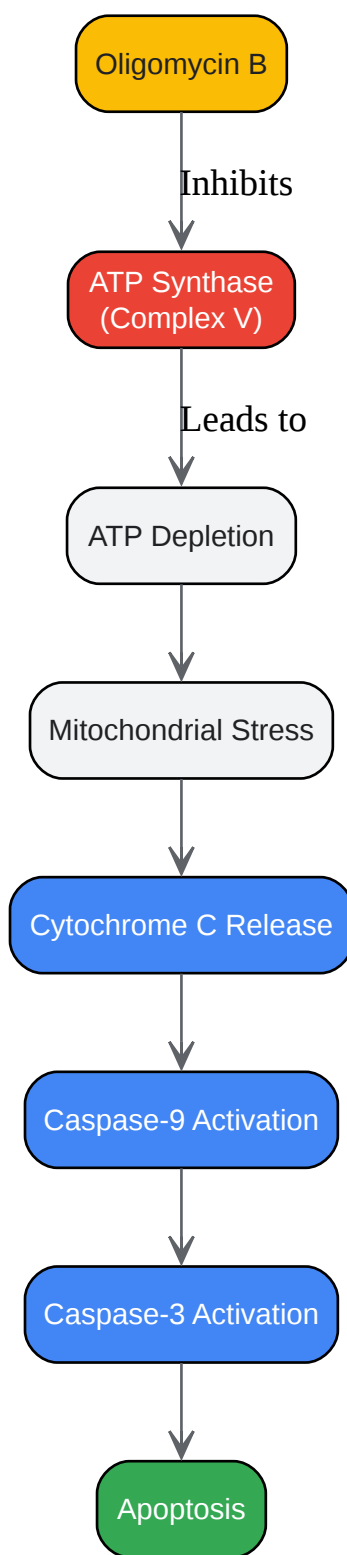 Oligomycin B
Inhibits
ATP Synthase
(Complex V)
Leads to
ATP Depletion
Mitochondrial Stress
Cytochrome C Release
Caspase-9 Activation
Caspase-3 Activation
Apoptosis